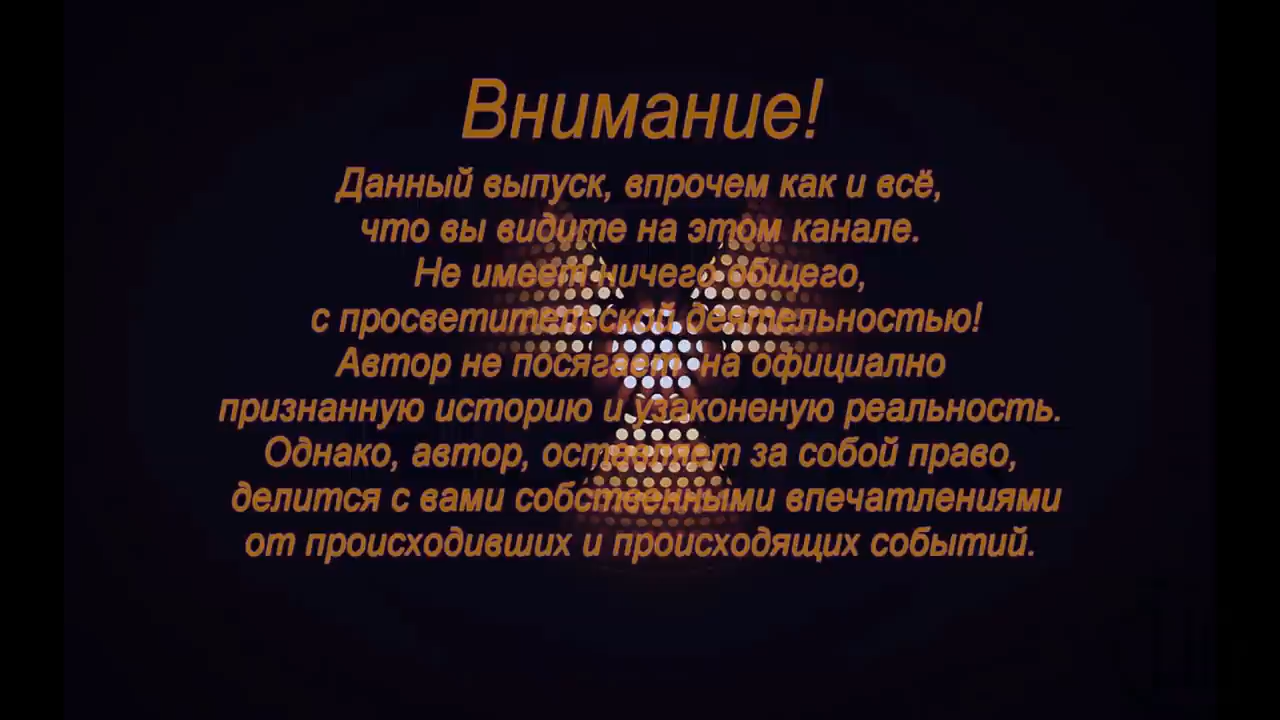 Внимание!
Данный выпуск, впрочем как и всё,
что вы видите на этом канале.
Не имеет ничего общего,
с просветительской деятельностью!
Автор не посягает на официально
признанную историю и узаконеную реальность.
Однако, автор, оставляет за собой право,
делится с вами собственными впечатлениями
от происходивших и происходящих событий.